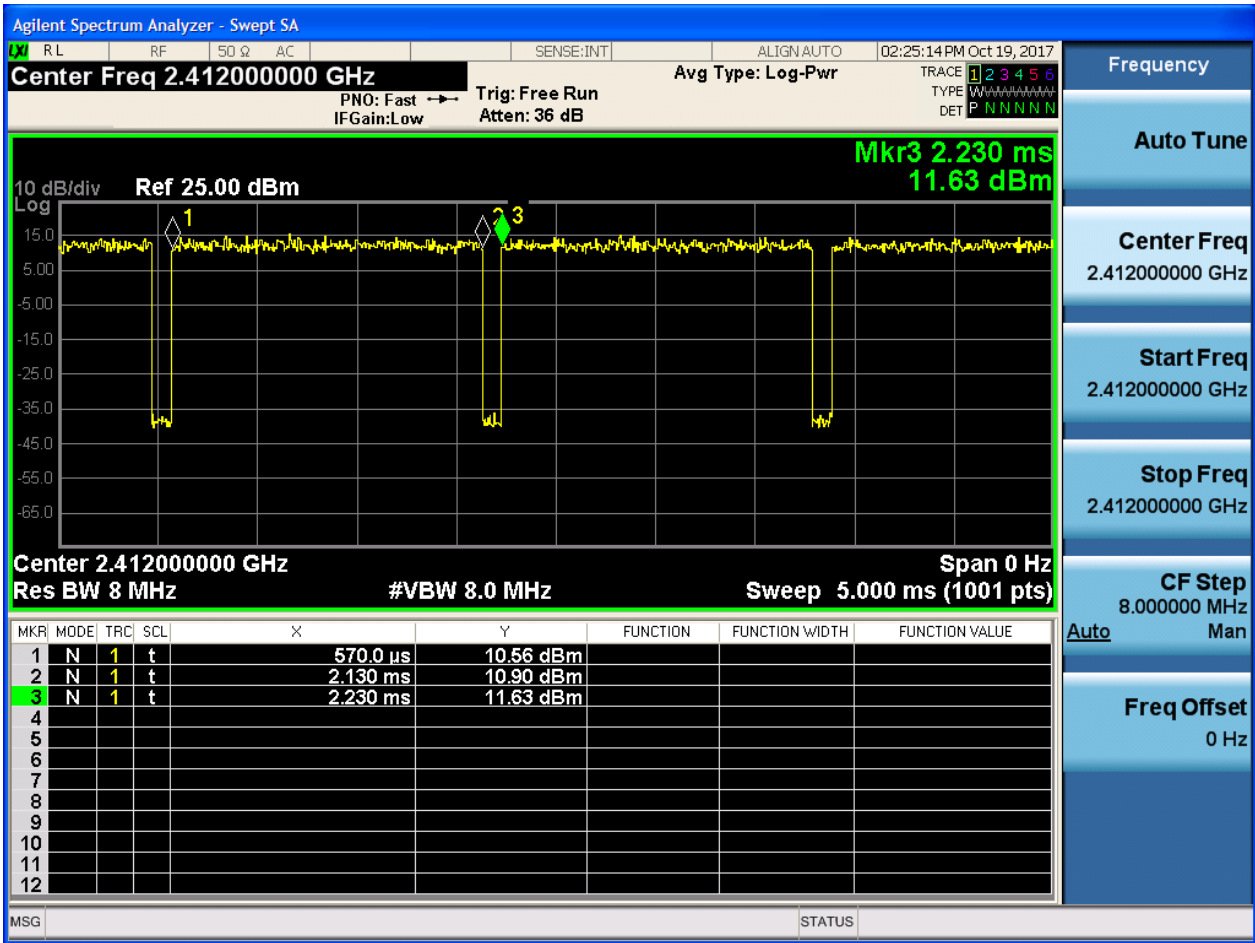 Agilent Spectrum Analyzer - Swept SA
LXI RL RF 50 Ω AC SENSE:INT ALIGN AUTO 02:25:14 PM Oct 19, 2017
Center Freq 2.412000000 GHz
PNO: Fast
IFGain:Low
Trig: Free Run
Atten: 36 dB
Avg Type: Log-Pwr
TRACE 1 2 3 4 5 6
TYPE WWWWWW
DET P N N N N N
Mkr3 2.230 ms
11.63 dBm
10 dB/div Ref 25.00 dBm
Log
1 2 3
15.0
5.00
-5.00
-15.0
-25.0
-35.0
-45.0
-55.0
-65.0
Center 2.412000000 GHz Span 0 Hz
Res BW 8 MHz #VBW 8.0 MHz Sweep 5.000 ms (1001 pts)
MKR MODE TRC SCL X Y FUNCTION FUNCTION WIDTH FUNCTION VALUE
1 N 1 t 570.0 µs 10.56 dBm
2 N 1 t 2.130 ms 10.90 dBm
3 N 1 t 2.230 ms 11.63 dBm
4
5
6
7
8
9
10
11
12
MSG STATUS
Frequency
Auto Tune
Center Freq
2.412000000 GHz
Start Freq
2.412000000 GHz
Stop Freq
2.412000000 GHz
CF Step
8.000000 MHz
Auto Man
Freq Offset
0 Hz